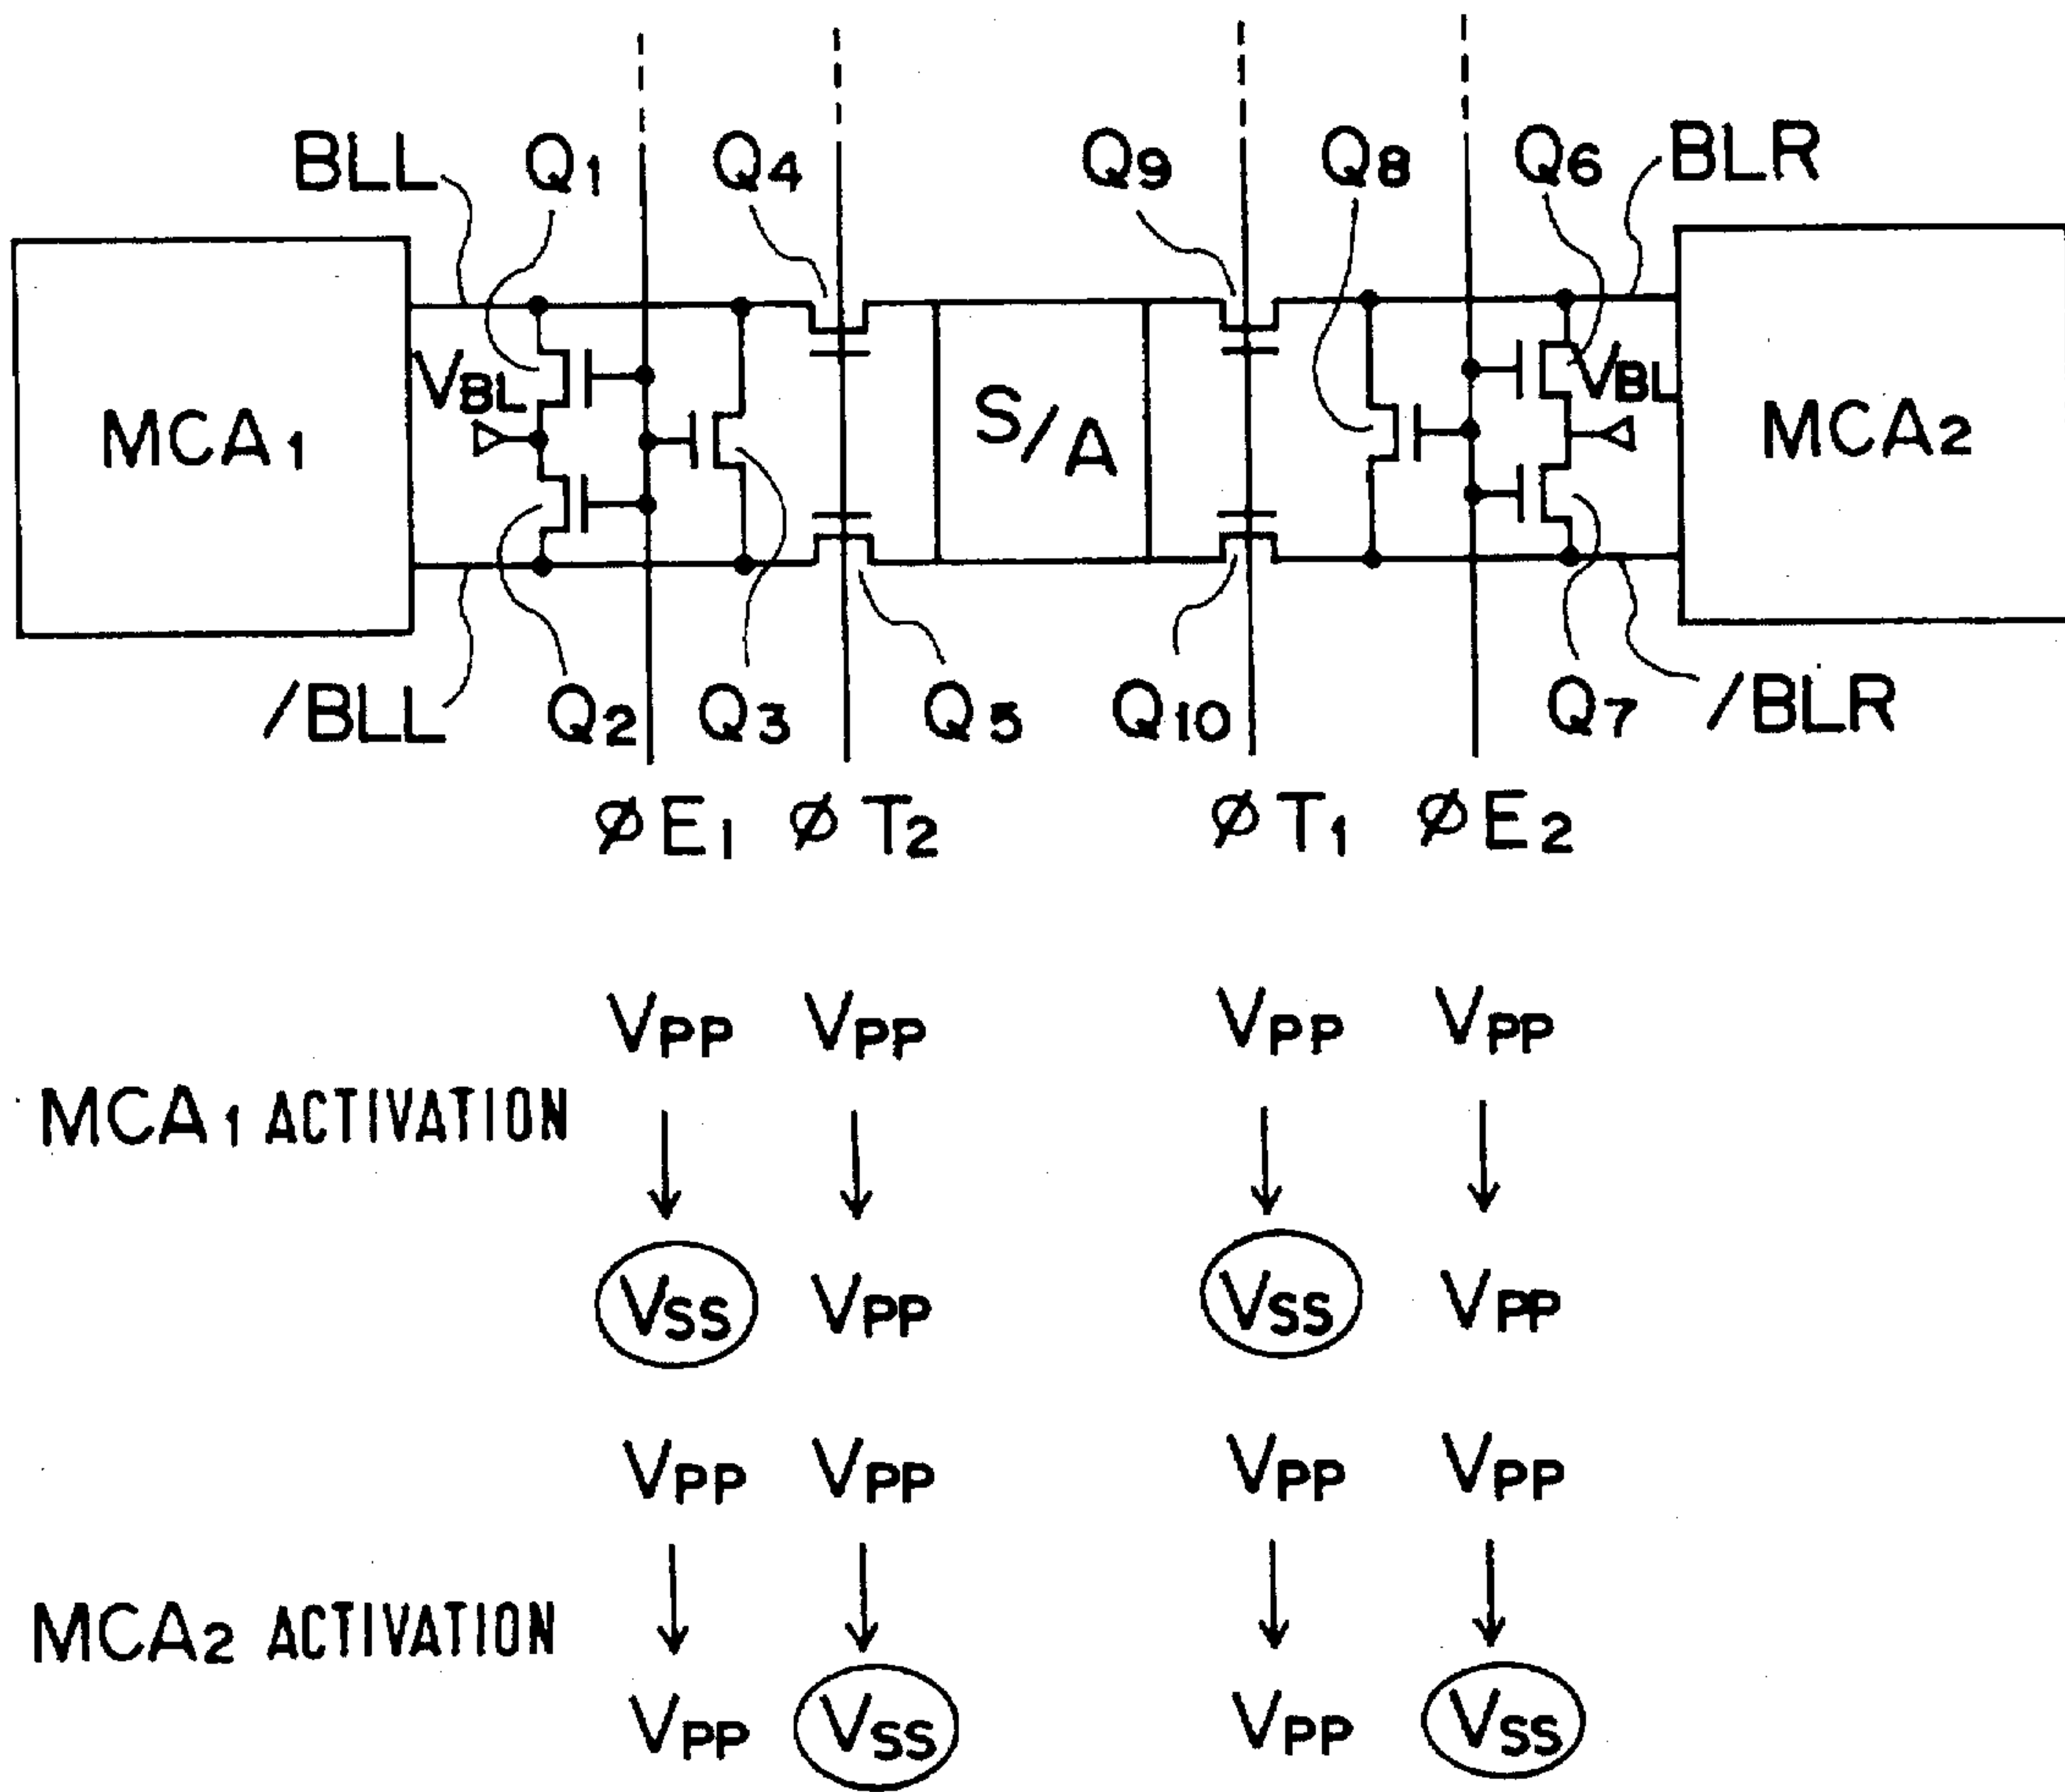 BLL Q1 Q4 Q9 Q8 Q6 BLR
VBL VBL
MCA1 S/A MCA2
/BLL Q2 Q3 Q5 Q10 Q7 /BLR
øE1 øT2 øT1 øE2
VPP VPP VPP VPP
MCA1 ACTIVATION
VSS VPP VSS VPP
VPP VPP VPP VPP
MCA2 ACTIVATION
VPP VSS VPP VSS